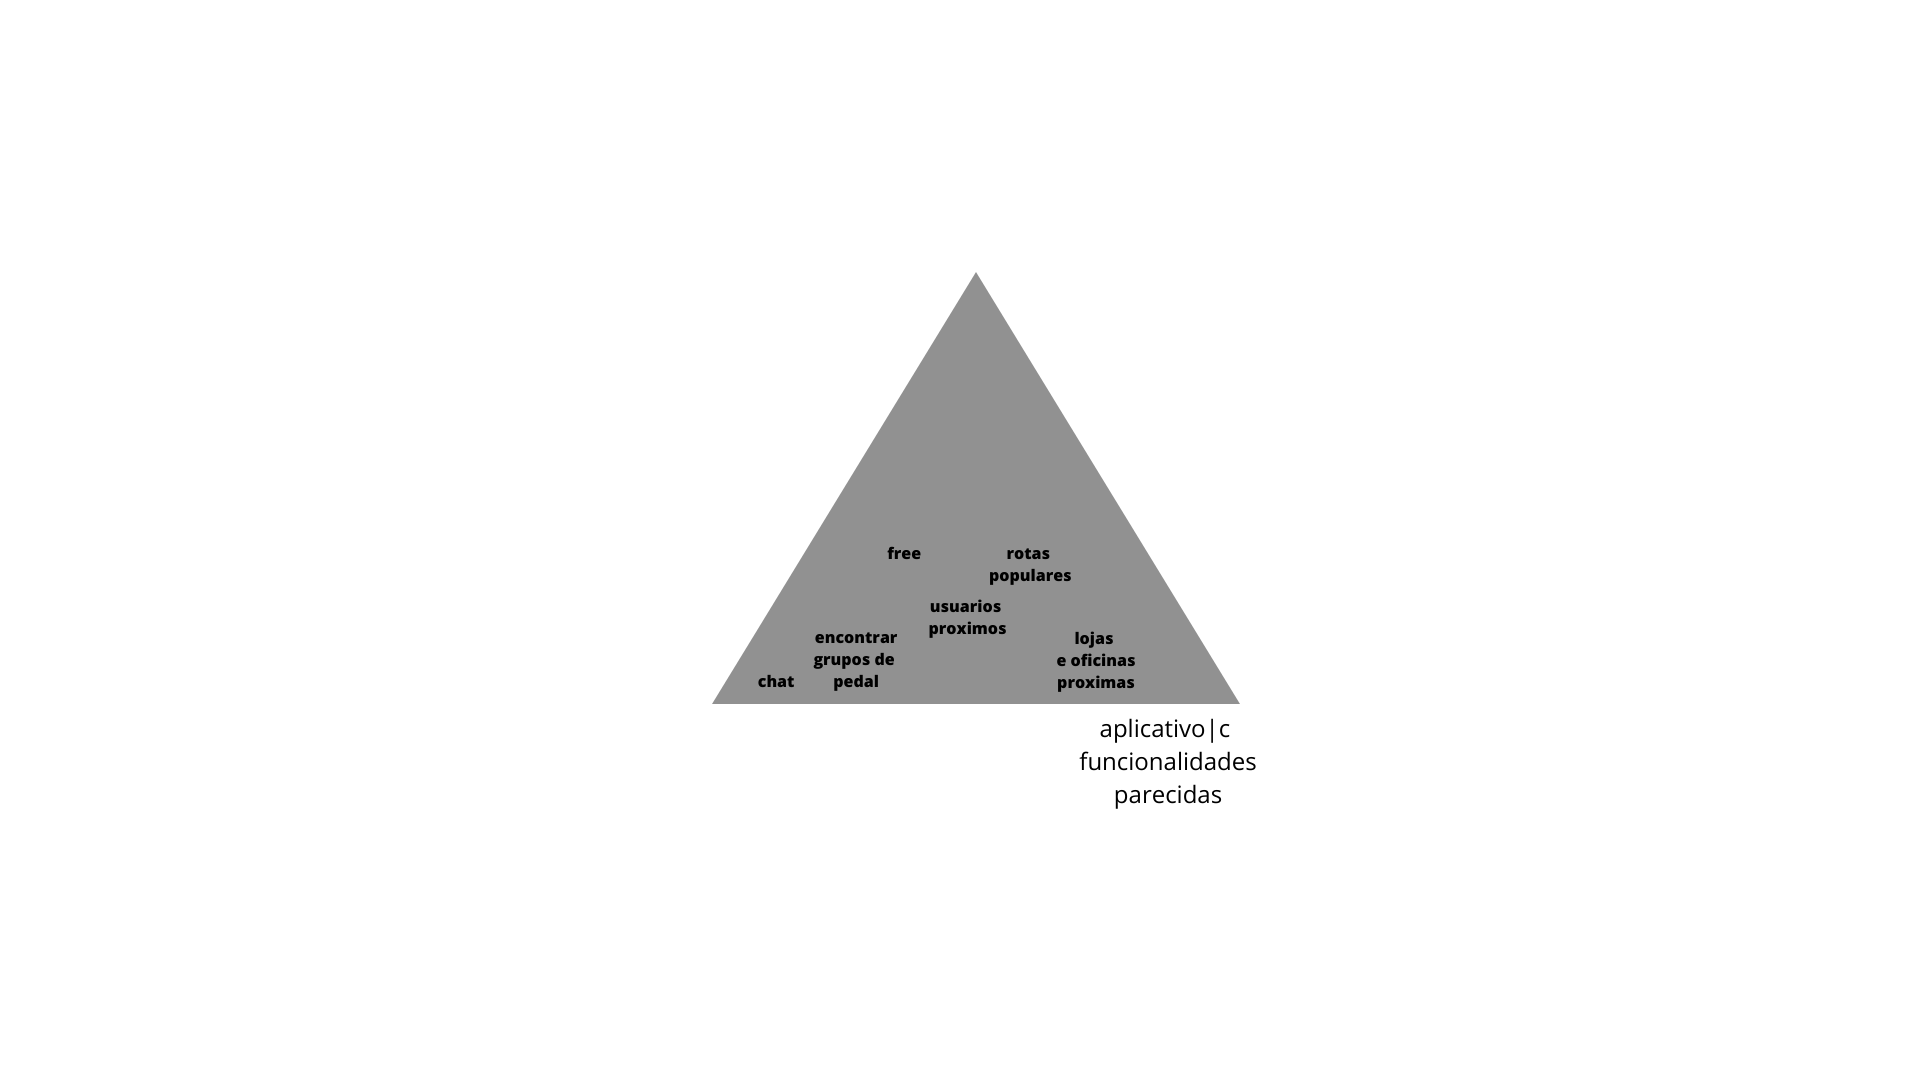 free
rotas
populares
usuarios
proximos
encontrar
grupos de
pedal
chat
lojas
e oficinas
proximas
aplicativo|c
funcionalidades
parecidas